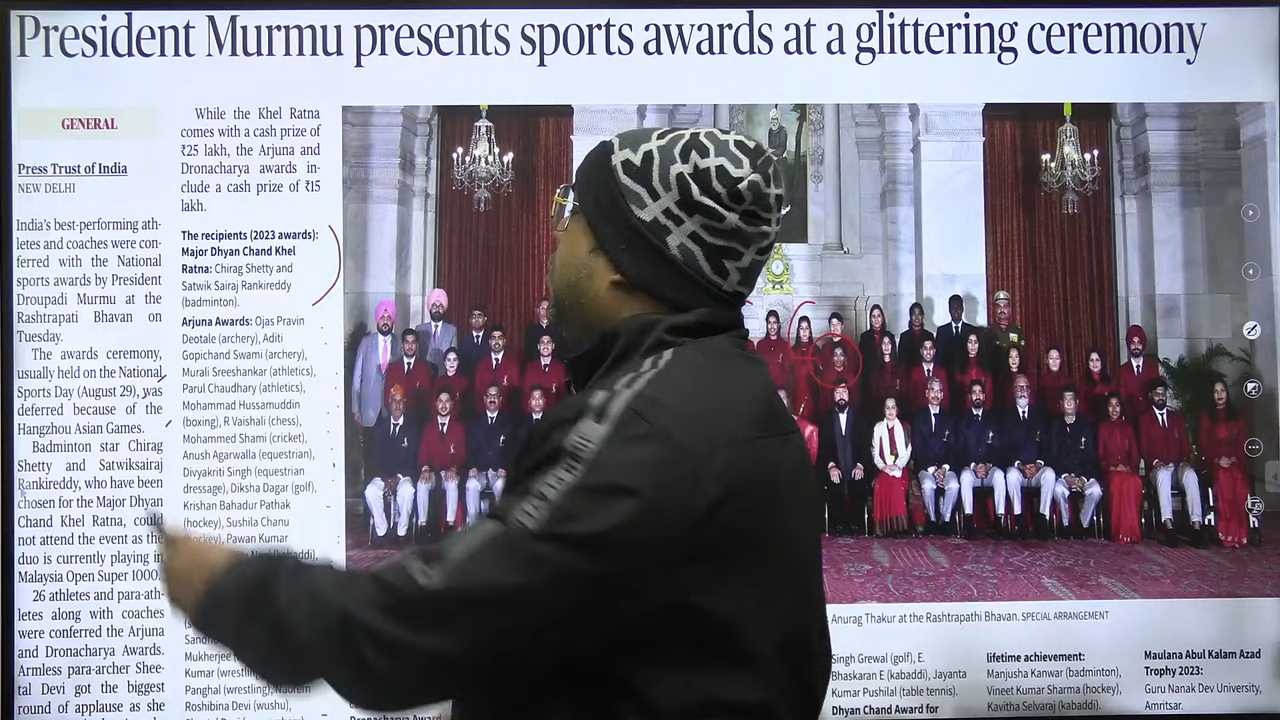 President Murmu presents sports awards at a glittering ceremony
GENERAL
Press Trust of India
NEW DELHI
India's best-performing ath-
letes and coaches were con-
ferred with the National
sports awards by President
Droupadi Murmu at the
Rashtrapati Bhavan on
Tuesday.
The awards ceremony,
usually held on the National
Sports Day (August 29), was
deferred because of the
Hangzhou Asian Games.
Badminton star Chirag
Shetty and Satwiksairaj
Rankireddy, who have been
chosen for the Major Dhyan
Chand Khel Ratna, could
not attend the event as the
duo is currently playing in
Malaysia Open Super 1000.
26 athletes and para-ath-
letes along with coaches
were conferred the Arjuna
and Dronacharya Awards.
Armless para-archer Shee-
tal Devi got the biggest
round of applause as she
While the Khel Ratna
comes with a cash prize of
₹25 lakh, the Arjuna and
Dronacharya awards in-
clude a cash prize of ₹15
lakh.
The recipients (2023 awards):
Major Dhyan Chand Khel
Ratna: Chirag Shetty and
Satwik Sairaj Rankireddy
(badminton).
Arjuna Awards: Ojas Pravin
Deotale (archery), Aditi
Gopichand Swami (archery),
Murali Sreeshankar (athletics),
Parul Chaudhary (athletics),
Mohammad Hussamuddin
(boxing), R Vaishali (chess),
Mohammed Shami (cricket),
Anush Agarwalla (equestrian),
Divyakriti Singh (equestrian
dressage), Diksha Dagar (golf),
Krishan Bahadur Pathak
(hockey), Sushila Chanu
(hockey), Pawan Kumar
(kabaddi),
Mukherjee
Kumar (wrestling
Panghal (wrestling), Naorem
Roshibina Devi (wushu),
Anurag Thakur at the Rashtrapathi Bhavan. SPECIAL ARRANGEMENT
Singh Grewal (golf), E.
Bhaskaran E (kabaddi), Jayanta
Kumar Pushilal (table tennis).
Dhyan Chand Award for
lifetime achievement:
Manjusha Kanwar (badminton),
Vineet Kumar Sharma (hockey),
Kavitha Selvaraj (kabaddi).
Maulana Abul Kalam Azad
Trophy 2023:
Guru Nanak Dev University,
Amritsar.